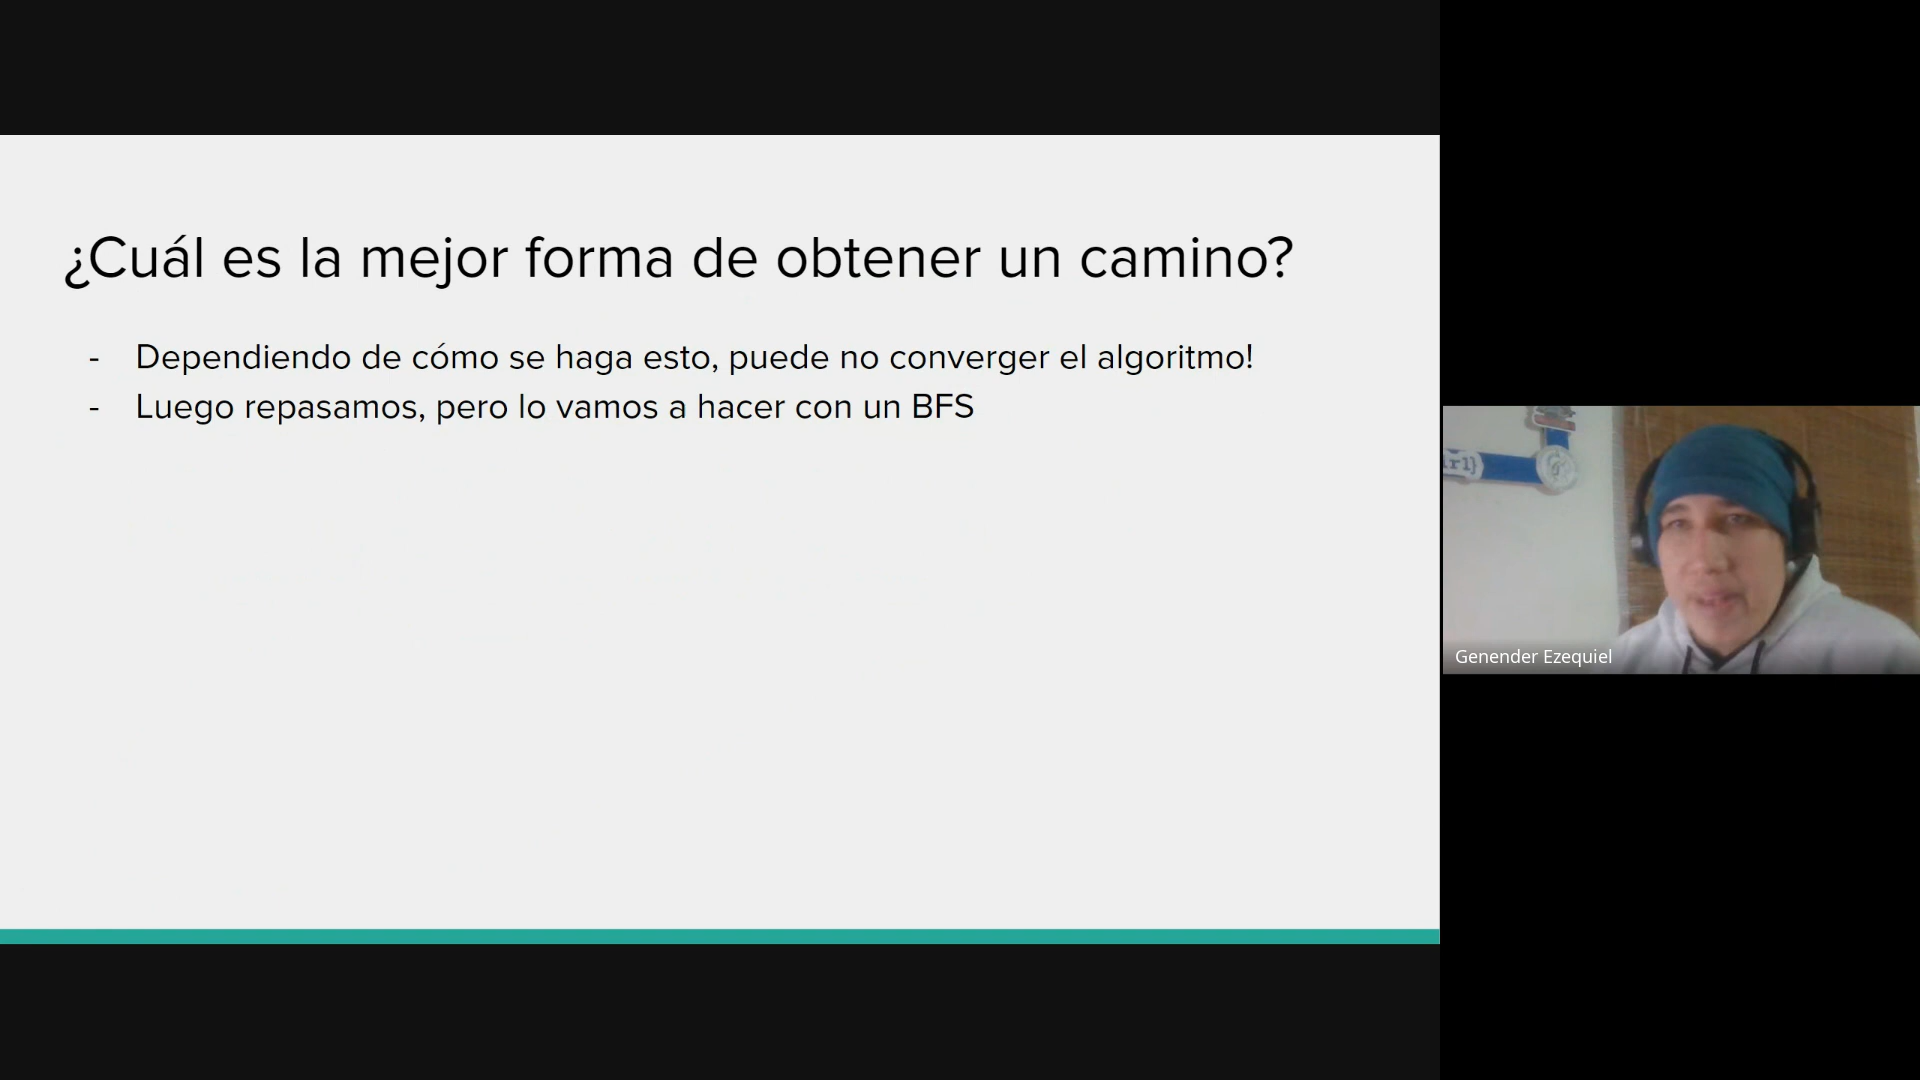 ¿Cuál es la mejor forma de obtener un camino?
- Dependiendo de cómo se haga esto, puede no converger el algoritmo!
- Luego repasamos, pero lo vamos a hacer con un BFS
Genender Ezequiel